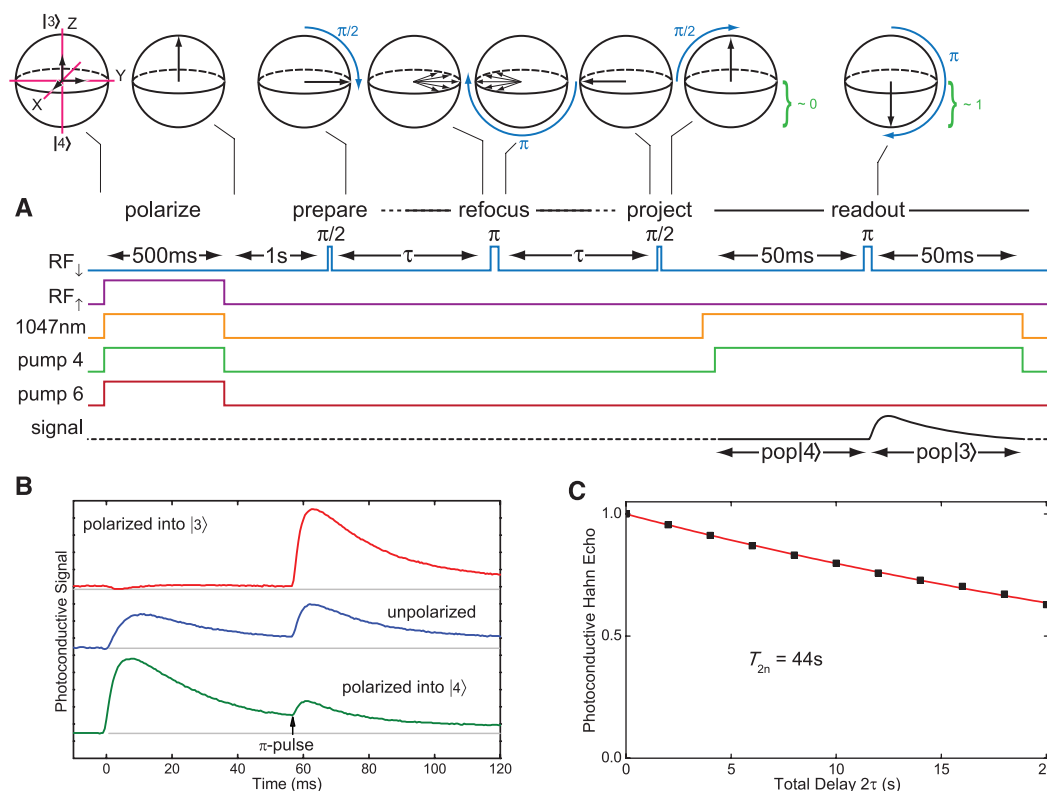 |3⟩ Z
Y
X
|4⟩
π/2
π
π/2
} ~ 0
π
} ~ 1
A
polarize prepare refocus project readout
π/2 π π/2 π
RF↓ 500ms 1s τ τ 50ms 50ms
RF↑
1047nm
pump 4
pump 6
signal
pop|4⟩ pop|3⟩
B
Photoconductive Signal
polarized into |3⟩
unpolarized
polarized into |4⟩
π-pulse
0 20 40 60 80 100 120
Time (ms)
C
Photoconductive Hahn Echo
1.0
0.5
0.0
T2n = 44s
0 5 10 15
Total Delay 2τ (s)